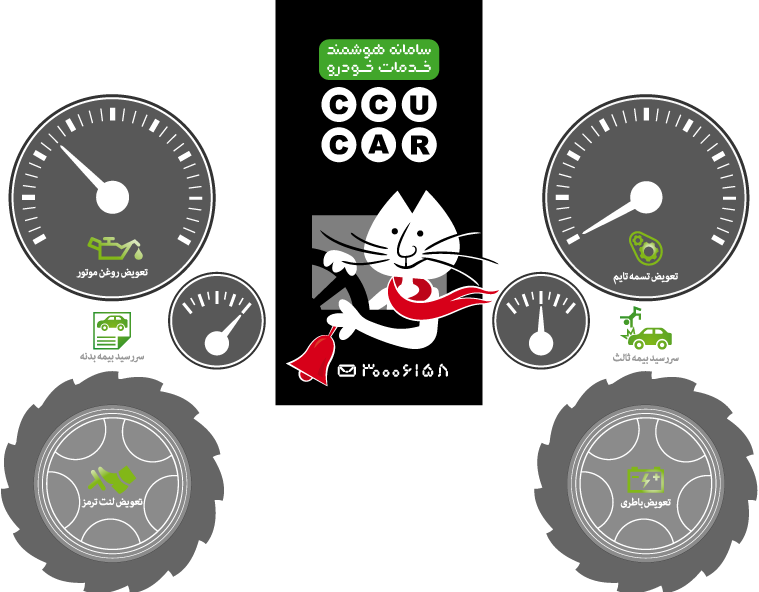 سامانه هوشمند
خدمات خودرو
CCU
CAR
تعویض روغن موتور
تعویض تسمه تایم
سررسید بیمه بدنه
سررسید بیمه ثالث
۳۰۰۰۶۱۵۸
تعویض لنت ترمز
تعویض باطری